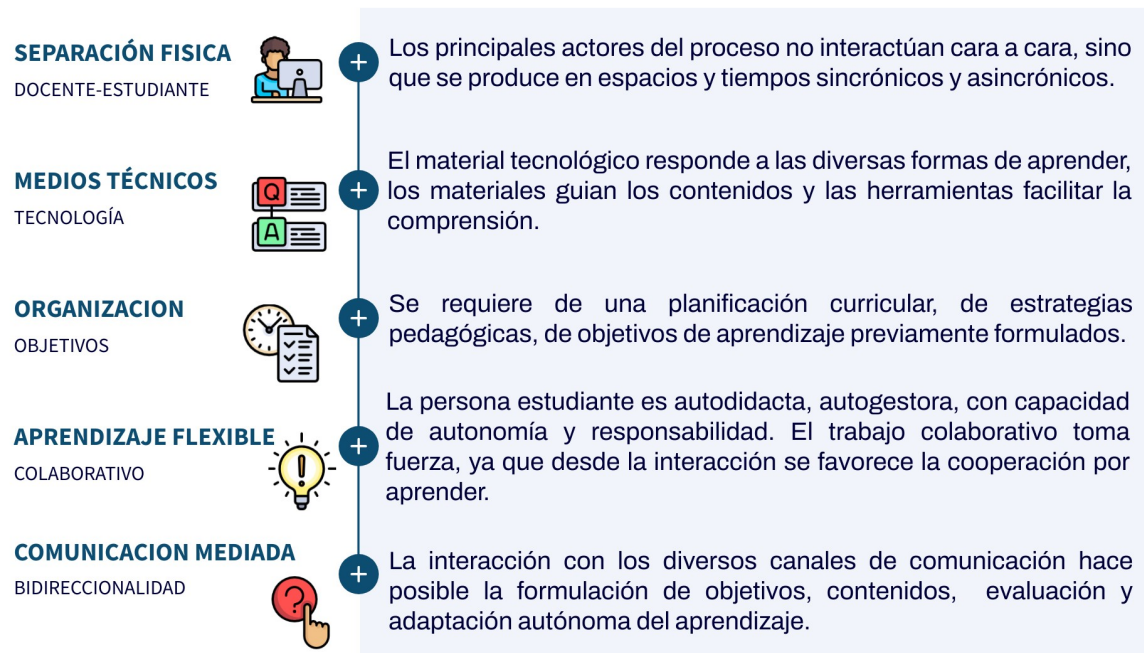 SEPARACIÓN FISICA
DOCENTE-ESTUDIANTE
Los principales actores del proceso no interactúan cara a cara, sino
que se produce en espacios y tiempos sincrónicos y asincrónicos.
MEDIOS TÉCNICOS
TECNOLOGÍA
Q
A
El material tecnológico responde a las diversas formas de aprender,
los materiales guian los contenidos y las herramientas facilitar la
comprensión.
ORGANIZACION
OBJETIVOS
Se requiere de una planificación curricular, de estrategias
pedagógicas, de objetivos de aprendizaje previamente formulados.
APRENDIZAJE FLEXIBLE
COLABORATIVO
!
La persona estudiante es autodidacta, autogestora, con capacidad
de autonomía y responsabilidad. El trabajo colaborativo toma
fuerza, ya que desde la interacción se favorece la cooperación por
aprender.
COMUNICACION MEDIADA
BIDIRECCIONALIDAD
?
La interacción con los diversos canales de comunicación hace
posible la formulación de objetivos, contenidos, evaluación y
adaptación autónoma del aprendizaje.